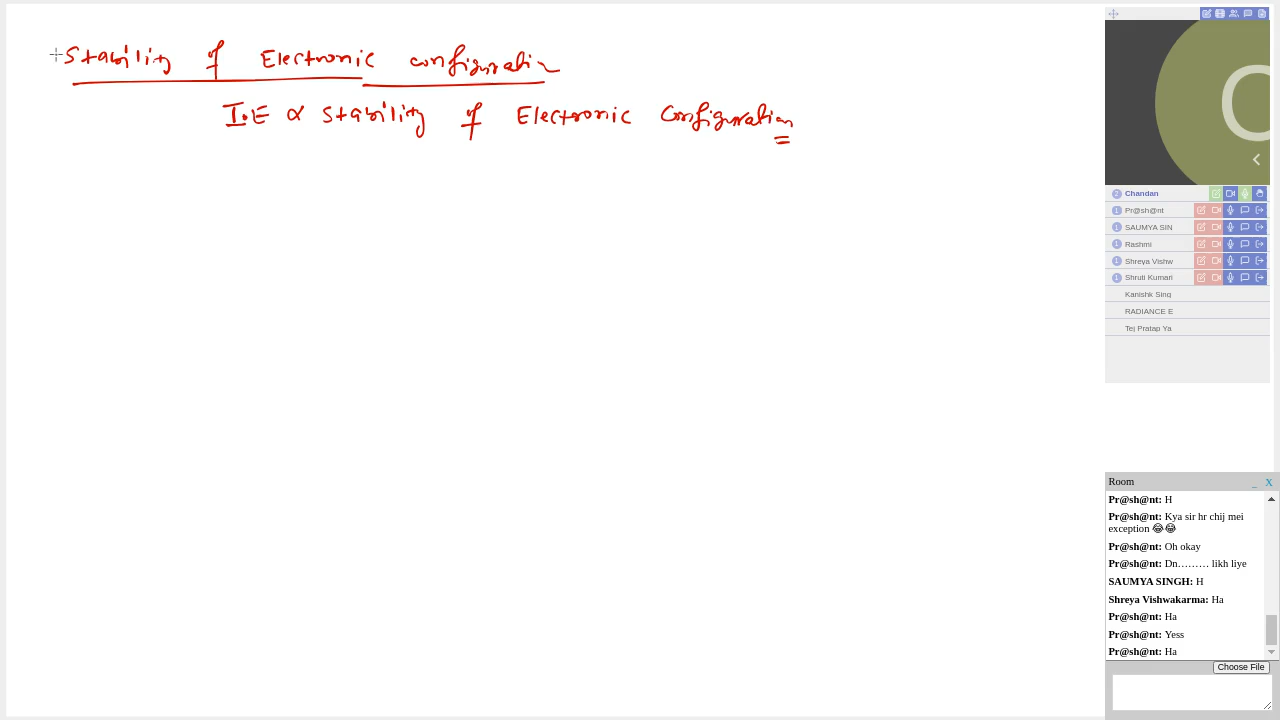 Stability of Electronic configuration
I.E ∝ stability of Electronic Configuration
Chandan
Pr@sh@nt
SAUMYA SIN
Rashmi
Shreya Vishw
Shruti Kumari
Kanishk Sing
RADIANCE E
Tej Pratap Ya
Room
_ X
Pr@sh@nt: H
Pr@sh@nt: Kya sir hr chij mei
exception 😂😂
Pr@sh@nt: Oh okay
Pr@sh@nt: Dn......... likh liye
SAUMYA SINGH: H
Shreya Vishwakarma: Ha
Pr@sh@nt: Ha
Pr@sh@nt: Yess
Pr@sh@nt: Ha
Choose File